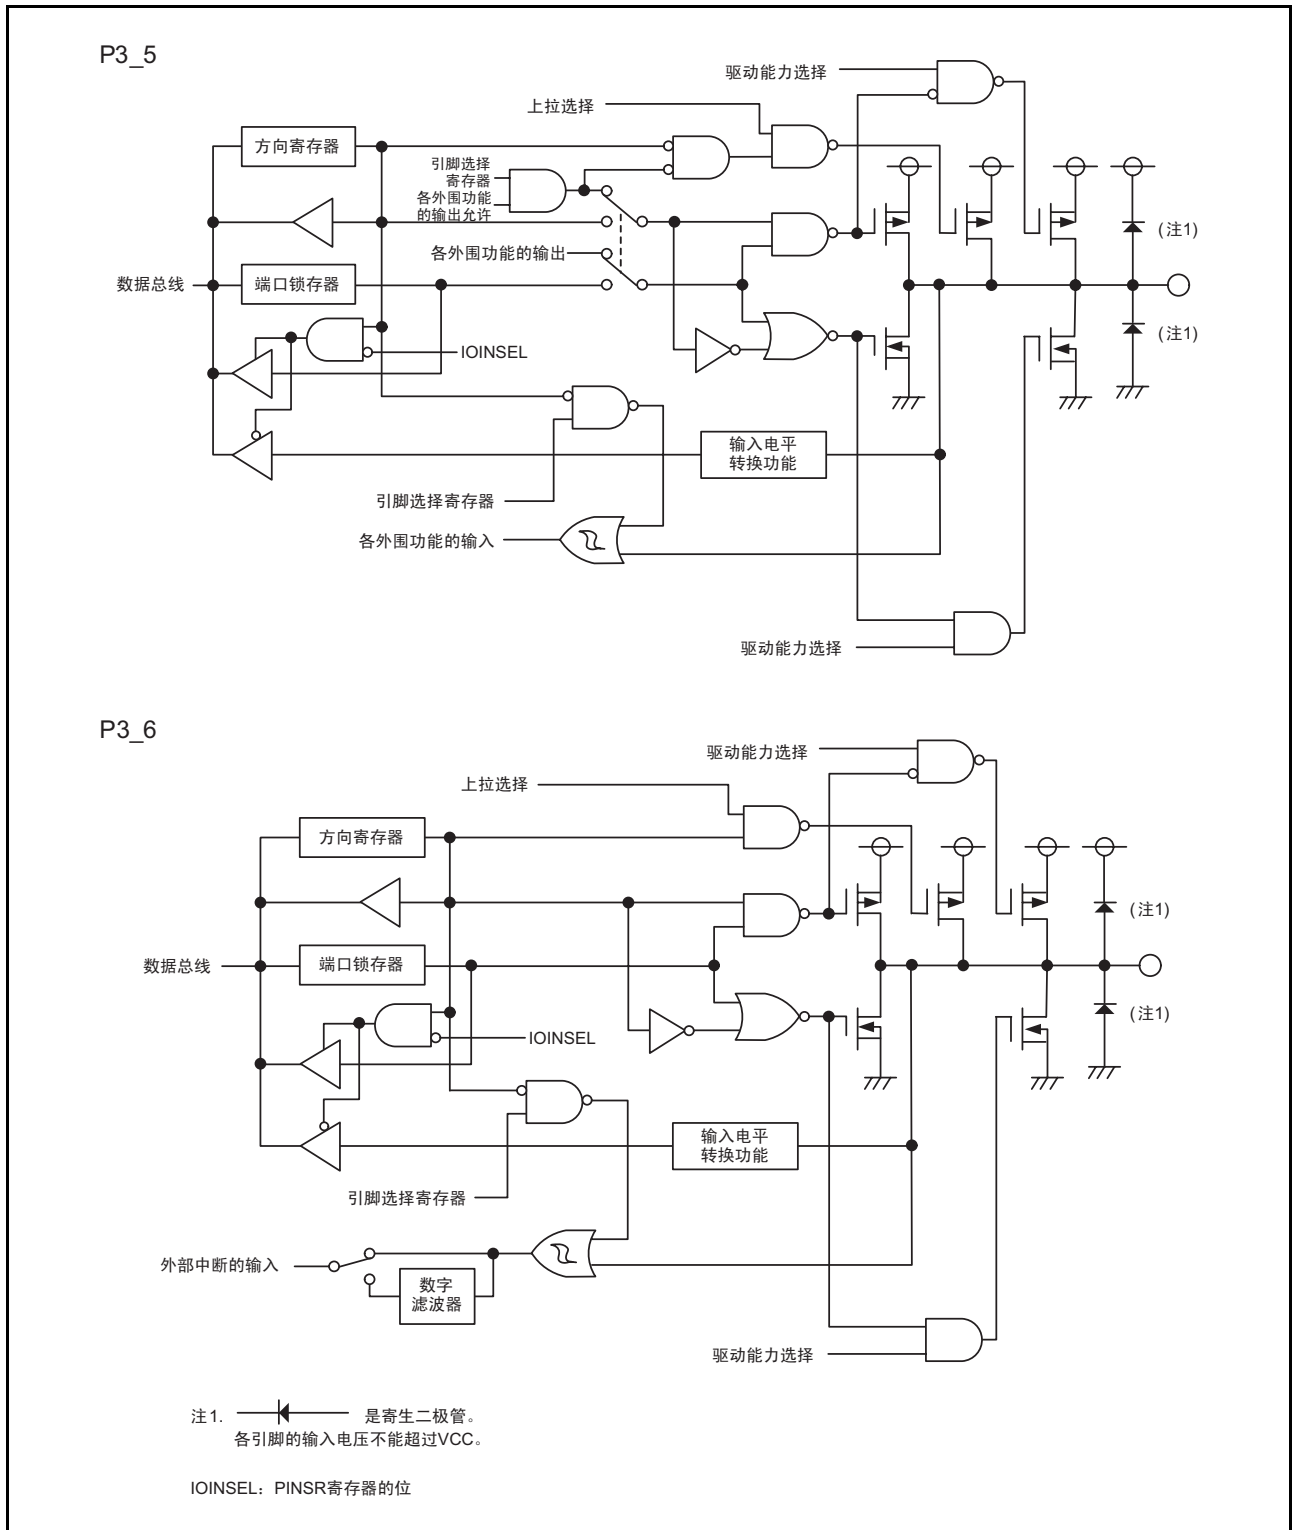 P3_5
驱动能力选择
上拉选择
方向寄存器
引脚选择
寄存器
各外围功能
的输出允许
(注1)
各外围功能的输出
数据总线
端口锁存器
(注1)
IOINSEL
输入电平
转换功能
引脚选择寄存器
各外围功能的输入
驱动能力选择
P3_6
驱动能力选择
上拉选择
方向寄存器
(注1)
数据总线
端口锁存器
(注1)
IOINSEL
输入电平
转换功能
引脚选择寄存器
外部中断的输入
数字
滤波器
驱动能力选择
注1. 是寄生二极管。
各引脚的输入电压不能超过VCC。
IOINSEL：PINSR寄存器的位